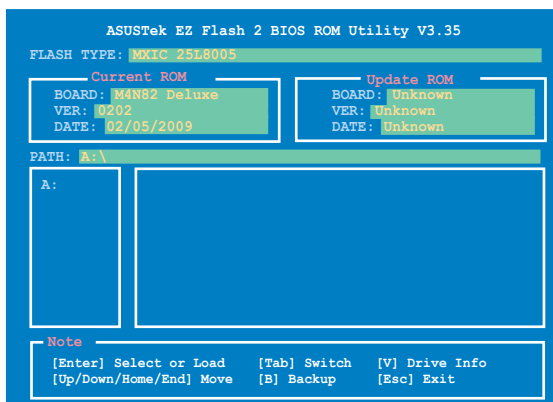 ASUSTek EZ Flash 2 BIOS ROM Utility V3.35
FLASH TYPE: MXIC 25L8005
Current ROM
BOARD: M4N82 Deluxe
VER: 0202
DATE: 02/05/2009
Update ROM
BOARD: Unknown
VER: Unknown
DATE: Unknown
PATH: A:\
A:
Note
[Enter] Select or Load [Tab] Switch [V] Drive Info
[Up/Down/Home/End] Move [B] Backup [Esc] Exit